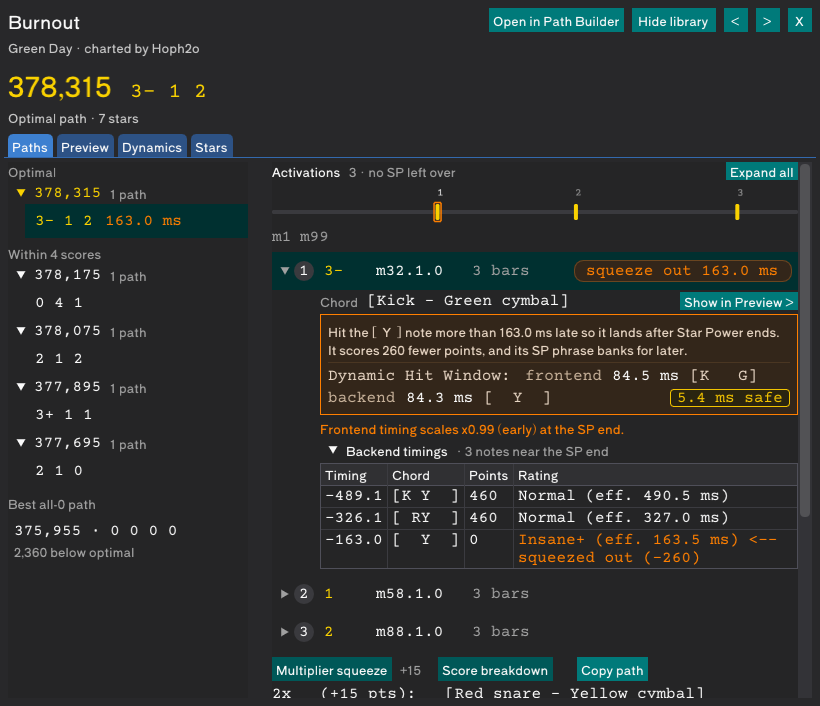 Burnout
Open in Path Builder
Hide library
<
>
X
Green Day · charted by Hoph2o
378,315 3- 1 2
Optimal path · 7 stars
Paths
Preview
Dynamics
Stars
Optimal
▼ 378,315 1 path
3- 1 2 163.0 ms
Within 4 scores
▼ 378,175 1 path
0 4 1
▼ 378,075 1 path
2 1 2
▼ 377,895 1 path
3+ 1 1
▼ 377,695 1 path
2 1 0
Best all-0 path
375,955 · 0 0 0 0
2,360 below optimal
Activations 3 · no SP left over
Expand all
1 2 3
m1 m99
▼ 1 3- m32.1.0 3 bars squeeze out 163.0 ms
Chord [Kick - Green cymbal]
Show in Preview >
Hit the [ Y ] note more than 163.0 ms late so it lands after Star Power ends.
It scores 260 fewer points, and its SP phrase banks for later.
Dynamic Hit Window: frontend 84.5 ms [K G]
backend 84.3 ms [ Y ] 5.4 ms safe
Frontend timing scales x0.99 (early) at the SP end.
▼ Backend timings · 3 notes near the SP end
Timing Chord Points Rating
-489.1 [K Y ] 460 Normal (eff. 490.5 ms)
-326.1 [ RY ] 460 Normal (eff. 327.0 ms)
-163.0 [ Y ] 0 Insane+ (eff. 163.5 ms) <--
squeezed out (-260)
▶ 2 1 m58.1.0 3 bars
▶ 3 2 m88.1.0 3 bars
Multiplier squeeze +15
Score breakdown
Copy path
2x (+15 pts): [Red snare - Yellow cymbal]